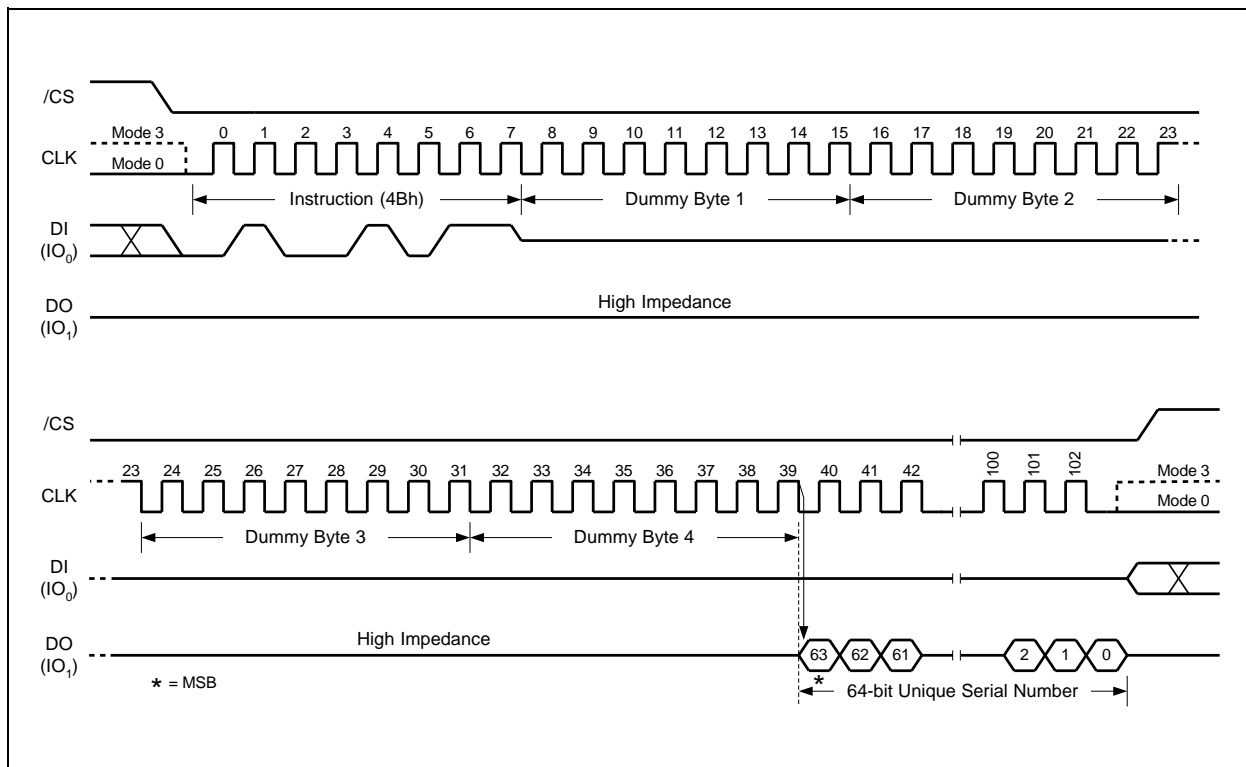 /CS
Mode 3
0 1 2 3 4 5 6 7 8 9 10 11 12 13 14 15 16 17 18 19 20 21 22 23
CLK
Mode 0
Instruction (4Bh) Dummy Byte 1 Dummy Byte 2
DI
(IO0)
High Impedance
DO
(IO1)
/CS
23 24 25 26 27 28 29 30 31 32 33 34 35 36 37 38 39 40 41 42 100 101 102
Mode 3
CLK
Mode 0
Dummy Byte 3 Dummy Byte 4
DI
(IO0)
High Impedance
DO
(IO1)
63 62 61 2 1 0
* = MSB
*
64-bit Unique Serial Number